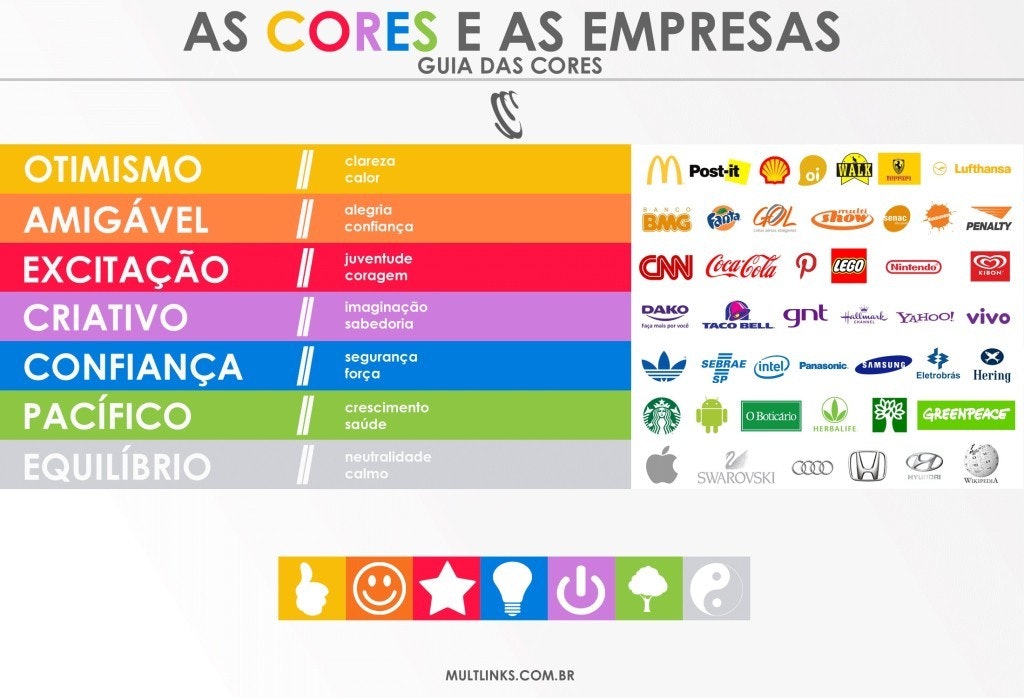 AS CORES E AS EMPRESAS
GUIA DAS CORES
OTIMISMO // clareza
calor
Post-it
oi
WALK
Ferrari
Lufthansa
AMIGÁVEL // alegria
confiança
BANCO
BMG
Fanta
GOL
Linhas aéreas inteligentes
multi
show
senac
PENALTY
EXCITAÇÃO // juventude
coragem
CNN
Coca-Cola
LEGO
Nintendo
KIBON
CRIATIVO // imaginação
sabedoria
DAKO
Faça mais por você
TACO BELL
gnt
Hallmark
CHANNEL
YAHOO!
vivo
CONFIANÇA // segurança
força
SEBRAE
SP
intel
Panasonic
SAMSUNG
Eletrobrás
Hering
PACÍFICO // crescimento
saúde
O Boticário
HERBALIFE
GREENPEACE
EQUILÍBRIO // neutralidade
calmo
SWAROVSKI
HYUNDAI
WIKIPEDIA
MULTLINKS.COM.BR